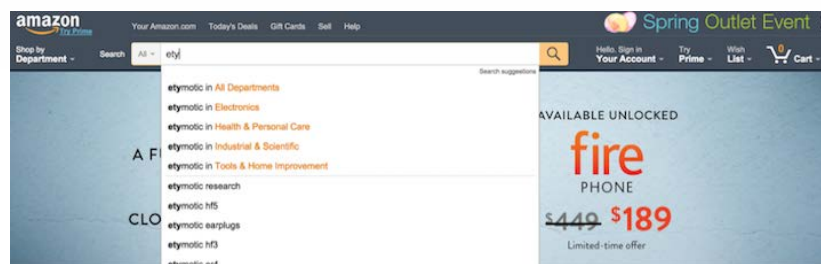 amazon
Try Prime
Your Amazon.com Today's Deals Gift Cards Sell Help
Spring Outlet Event
Shop by
Department
Search All ety
Hello. Sign in
Your Account
Try
Prime
Wish
List
0
Cart
Search suggestions
etymotic in All Departments
etymotic in Electronics
etymotic in Health & Personal Care
etymotic in Industrial & Scientific
etymotic in Tools & Home Improvement
etymotic research
etymotic hf5
etymotic earplugs
etymotic hf3
A FI
CLO
AVAILABLE UNLOCKED
fire
PHONE
$449 $189
Limited-time offer